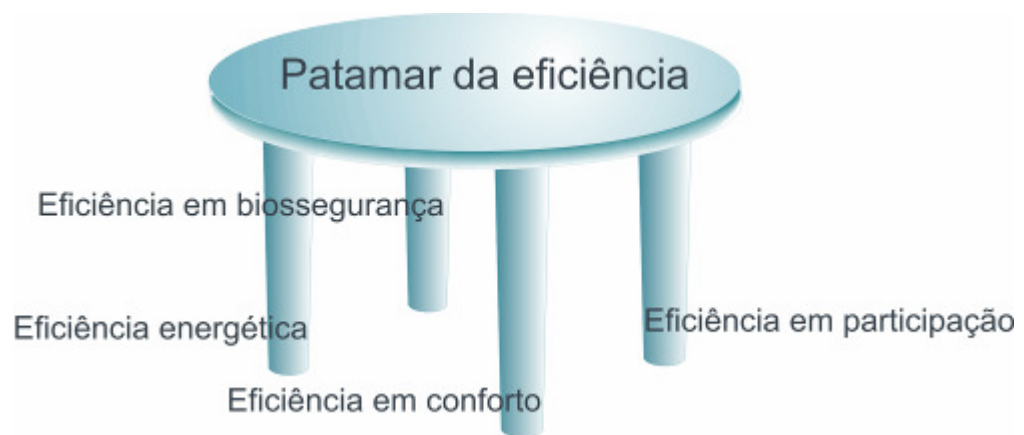 Patamar da eficiência
Eficiência em biossegurança
Eficiência energética
Eficiência em participação
Eficiência em conforto